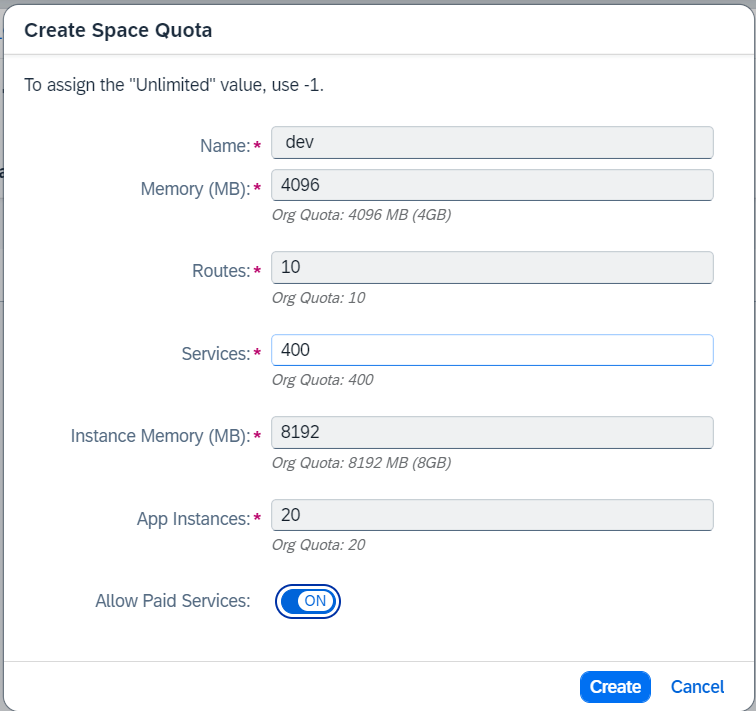 Create Space Quota
To assign the "Unlimited" value, use -1.
Name:* dev
Memory (MB):* 4096
Org Quota: 4096 MB (4GB)
Routes:* 10
Org Quota: 10
Services:* 400
Org Quota: 400
Instance Memory (MB):* 8192
Org Quota: 8192 MB (8GB)
App Instances:* 20
Org Quota: 20
Allow Paid Services: ON
Create Cancel